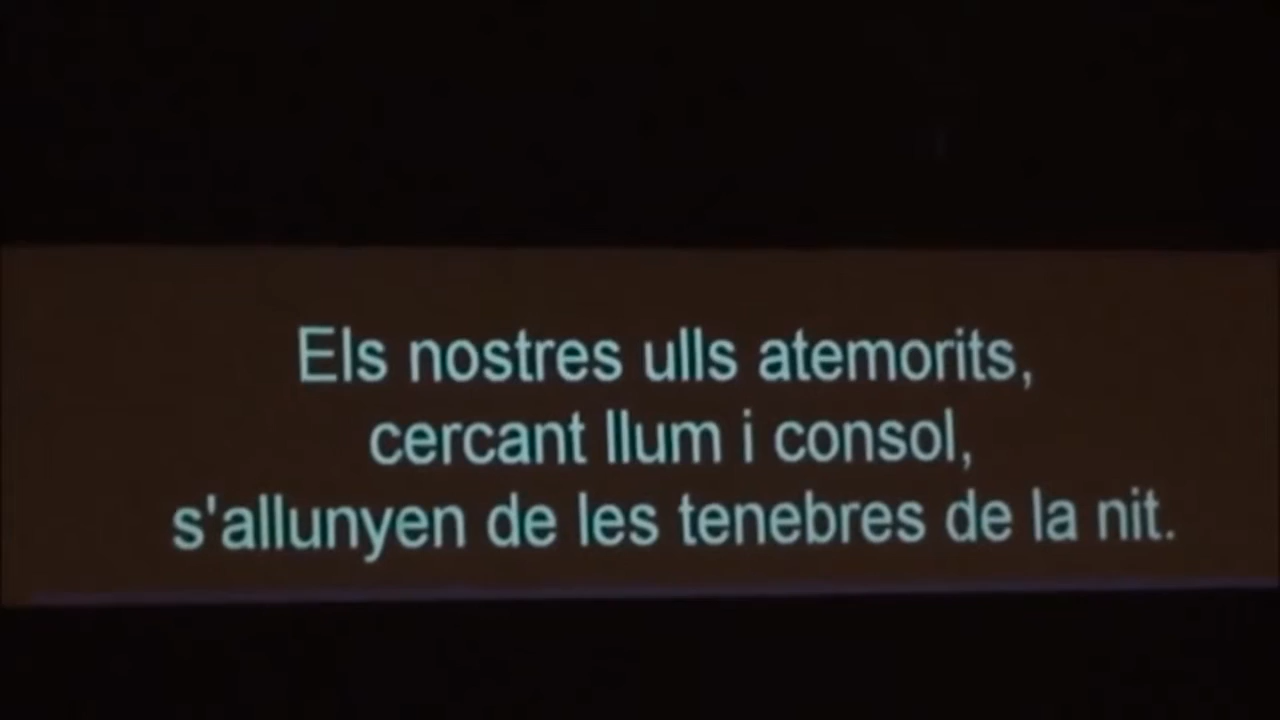 Els nostres ulls atemorits,
cercant llum i consol,
s'allunyen de les tenebres de la nit.